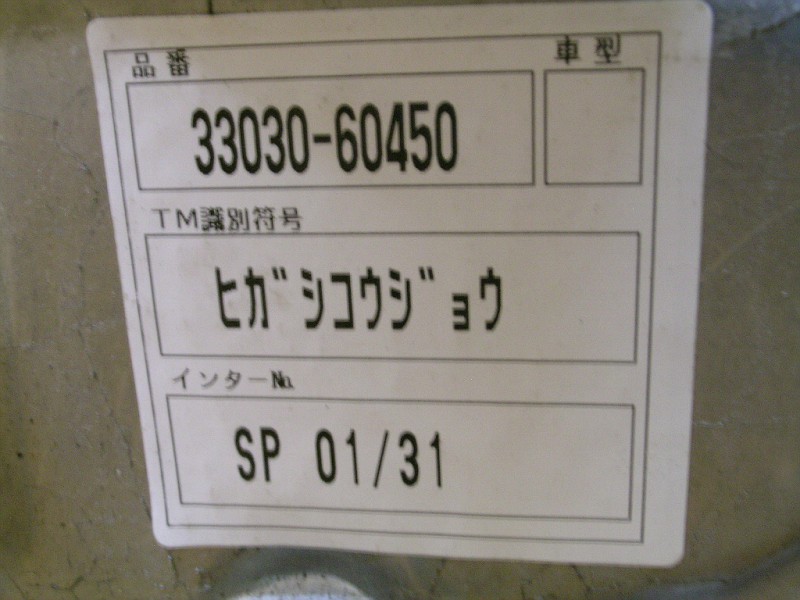 品番 車型
33030-60450
TM識別符号
ﾋｶﾞｼｺｳｼﾞｮｳ
インターNo.
SP 01/31